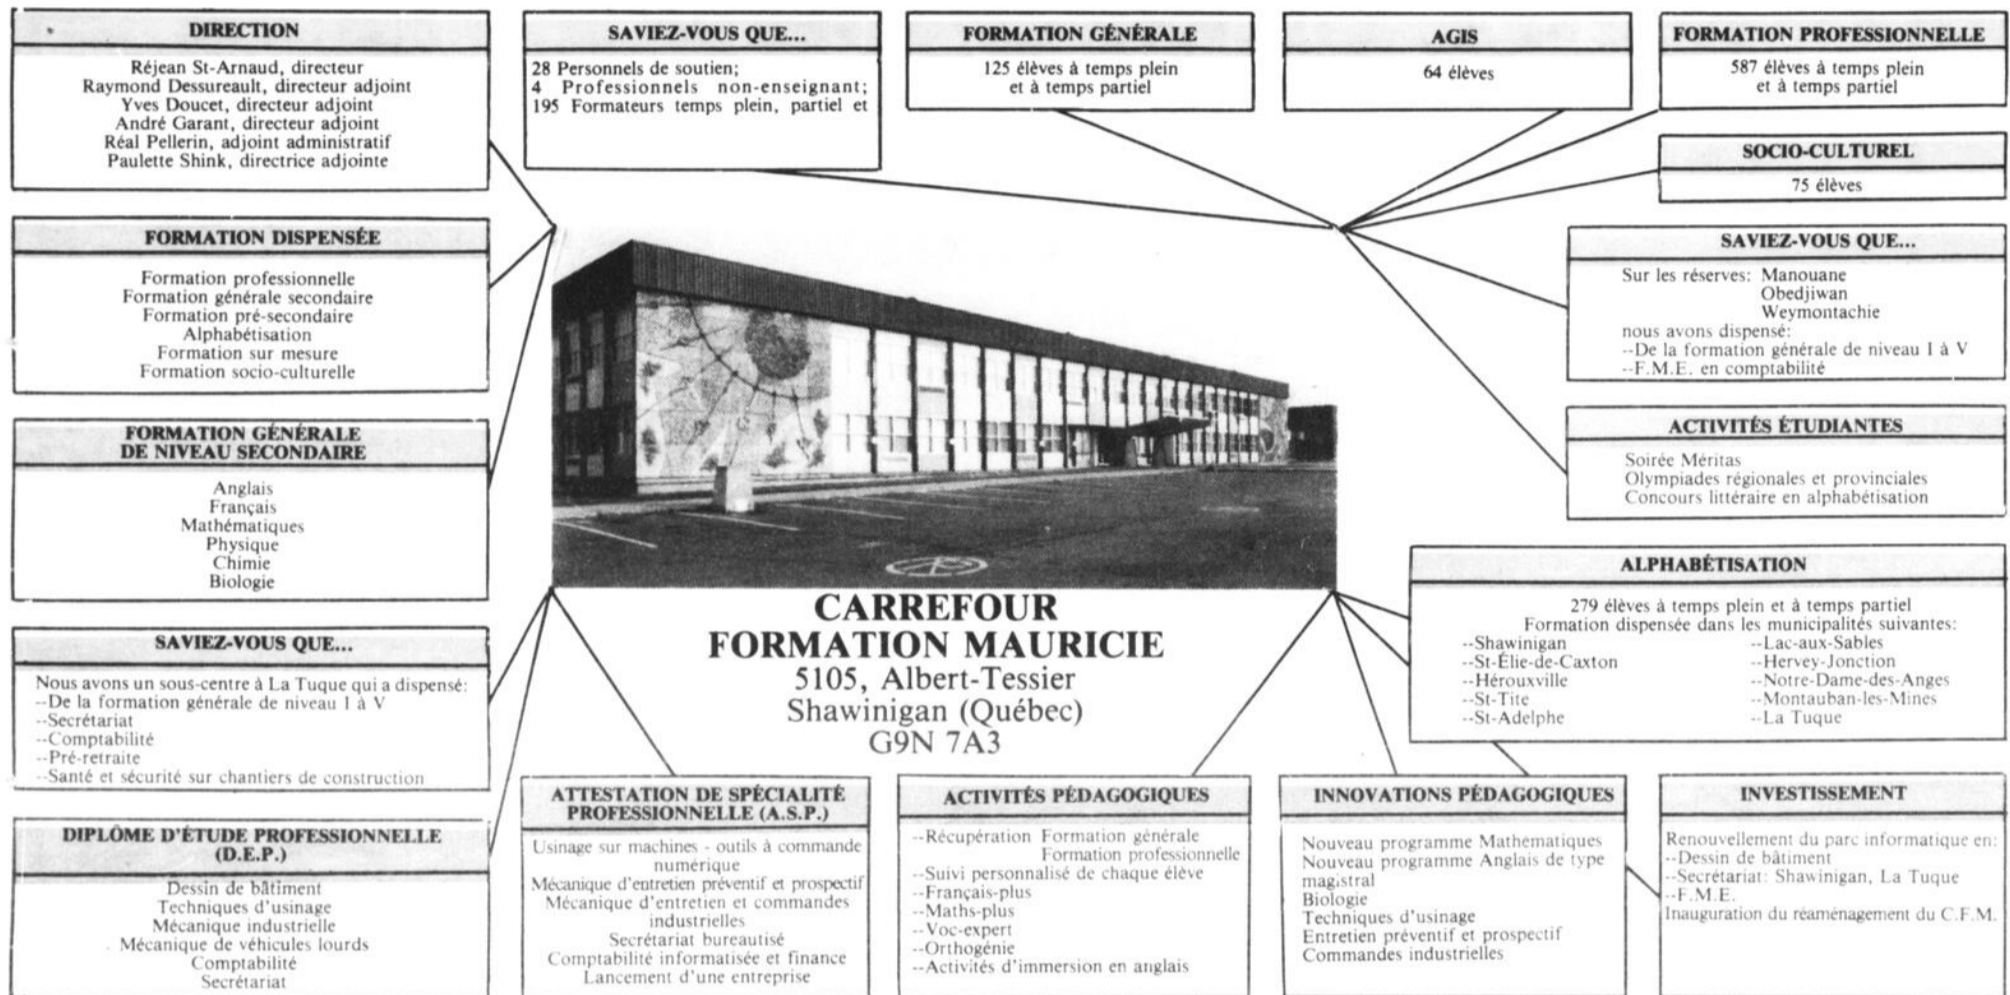 DIRECTION
Réjean St-Arnaud, directeur
Raymond Dessureault, directeur adjoint
Yves Doucet, directeur adjoint
André Garant, directeur adjoint
Réal Pellerin, adjoint administratif
Paulette Shink, directrice adjointe
SAVIEZ-VOUS QUE...
28 Personnels de soutien;
4 Professionnels non-enseignant;
195 Formateurs temps plein, partiel et
FORMATION GÉNÉRALE
125 élèves à temps plein
et à temps partiel
AGIS
64 élèves
FORMATION PROFESSIONNELLE
587 élèves à temps plein
et à temps partiel
SOCIO-CULTUREL
75 élèves
FORMATION DISPENSÉE
Formation professionnelle
Formation générale secondaire
Formation pré-secondaire
Alphabétisation
Formation sur mesure
Formation socio-culturelle
SAVIEZ-VOUS QUE...
Sur les réserves: Manouane
Obedjiwan
Weymontachie
nous avons dispensé:
--De la formation générale de niveau I à V
--F.M.E. en comptabilité
FORMATION GÉNÉRALE
DE NIVEAU SECONDAIRE
Anglais
Français
Mathématiques
Physique
Chimie
Biologie
ACTIVITÉS ÉTUDIANTES
Soirée Méritas
Olympiades régionales et provinciales
Concours littéraire en alphabétisation
CARREFOUR
FORMATION MAURICIE
5105, Albert-Tessier
Shawinigan (Québec)
G9N 7A3
ALPHABÉTISATION
279 élèves à temps plein et à temps partiel
Formation dispensée dans les municipalités suivantes:
--Shawinigan
--St-Élie-de-Caxton
--Hérouxville
--St-Tite
--St-Adelphe
--Lac-aux-Sables
--Hervey-Jonction
--Notre-Dame-des-Anges
--Montauban-les-Mines
--La Tuque
SAVIEZ-VOUS QUE...
Nous avons un sous-centre à La Tuque qui a dispensé:
--De la formation générale de niveau I à V
--Secrétariat
--Comptabilité
--Pré-retraite
--Santé et sécurité sur chantiers de construction
DIPLÔME D'ÉTUDE PROFESSIONNELLE
(D.E.P.)
Dessin de bâtiment
Techniques d'usinage
Mécanique industrielle
Mécanique de véhicules lourds
Comptabilité
Secrétariat
ATTESTATION DE SPÉCIALITÉ
PROFESSIONNELLE (A.S.P.)
Usinage sur machines - outils à commande
numérique
Mécanique d'entretien préventif et prospectif
Mécanique d'entretien et commandes
industrielles
Secrétariat bureautisé
Comptabilité informatisée et finance
Lancement d'une entreprise
ACTIVITÉS PÉDAGOGIQUES
--Récupération Formation générale
Formation professionnelle
--Suivi personnalisé de chaque élève
--Français-plus
--Maths-plus
--Voc-expert
--Orthogénie
--Activités d'immersion en anglais
INNOVATIONS PÉDAGOGIQUES
Nouveau programme Mathématiques
Nouveau programme Anglais de type
magistral
Biologie
Techniques d'usinage
Entretien préventif et prospectif
Commandes industrielles
INVESTISSEMENT
Renouvellement du parc informatique en:
--Dessin de bâtiment
--Secrétariat: Shawinigan, La Tuque
--F.M.E.
Inauguration du réaménagement du C.F.M.